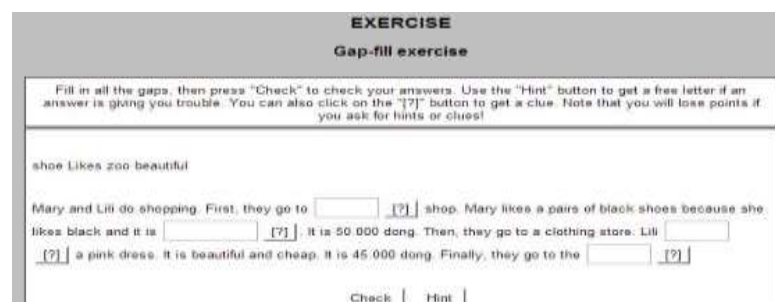 EXERCISE
Gap-fill exercise
Fill in all the gaps, then press "Check" to check your answers. Use the "Hint" button to get a free letter if an
answer is giving you trouble. You can also click on the "[?]" button to get a clue. Note that you will lose points if
you ask for hints or clues!
shoe Likes zoo beautiful
Mary and Lili do shopping. First, they go to [?] shop. Mary likes a pairs of black shoes because she
likes black and it is [?]. It is 50.000 dong. Then, they go to a clothing store. Lili
[?] a pink dress. It is beautiful and cheap. It is 45.000 dong. Finally, they go to the [?]
Check Hint